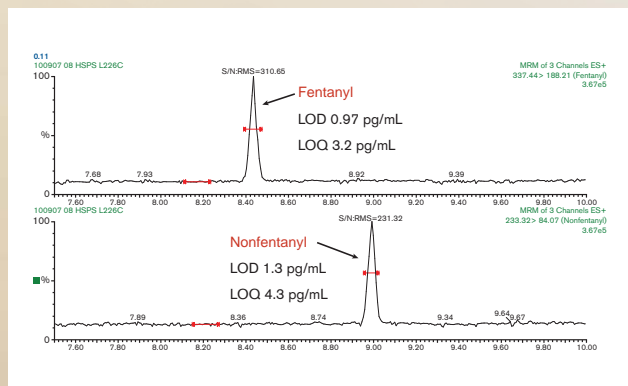 0.11
100907 08 HSPS L226C
MRM of 3 Channels ES+
337.44> 188.21 (Fentanyl)
3.67e5
S/N:RMS=310.65
100
%
0
Fentanyl
LOD 0.97 pg/mL
LOQ 3.2 pg/mL
7.68 7.93 8.92 9.39
7.60 7.80 8.00 8.20 8.40 8.60 8.80 9.00 9.20 9.40 9.60 9.80 10.00
100907 08 HSPS L226C
MRM of 3 Channels ES+
233.32> 84.07 (Nonfentanyl)
3.67e5
S/N:RMS=231.32
100
%
0
Nonfentanyl
LOD 1.3 pg/mL
LOQ 4.3 pg/mL
7.89 8.36 8.74 9.34 9.64 9.67
7.60 7.80 8.00 8.20 8.40 8.60 8.80 9.00 9.20 9.40 9.60 9.80 10.00